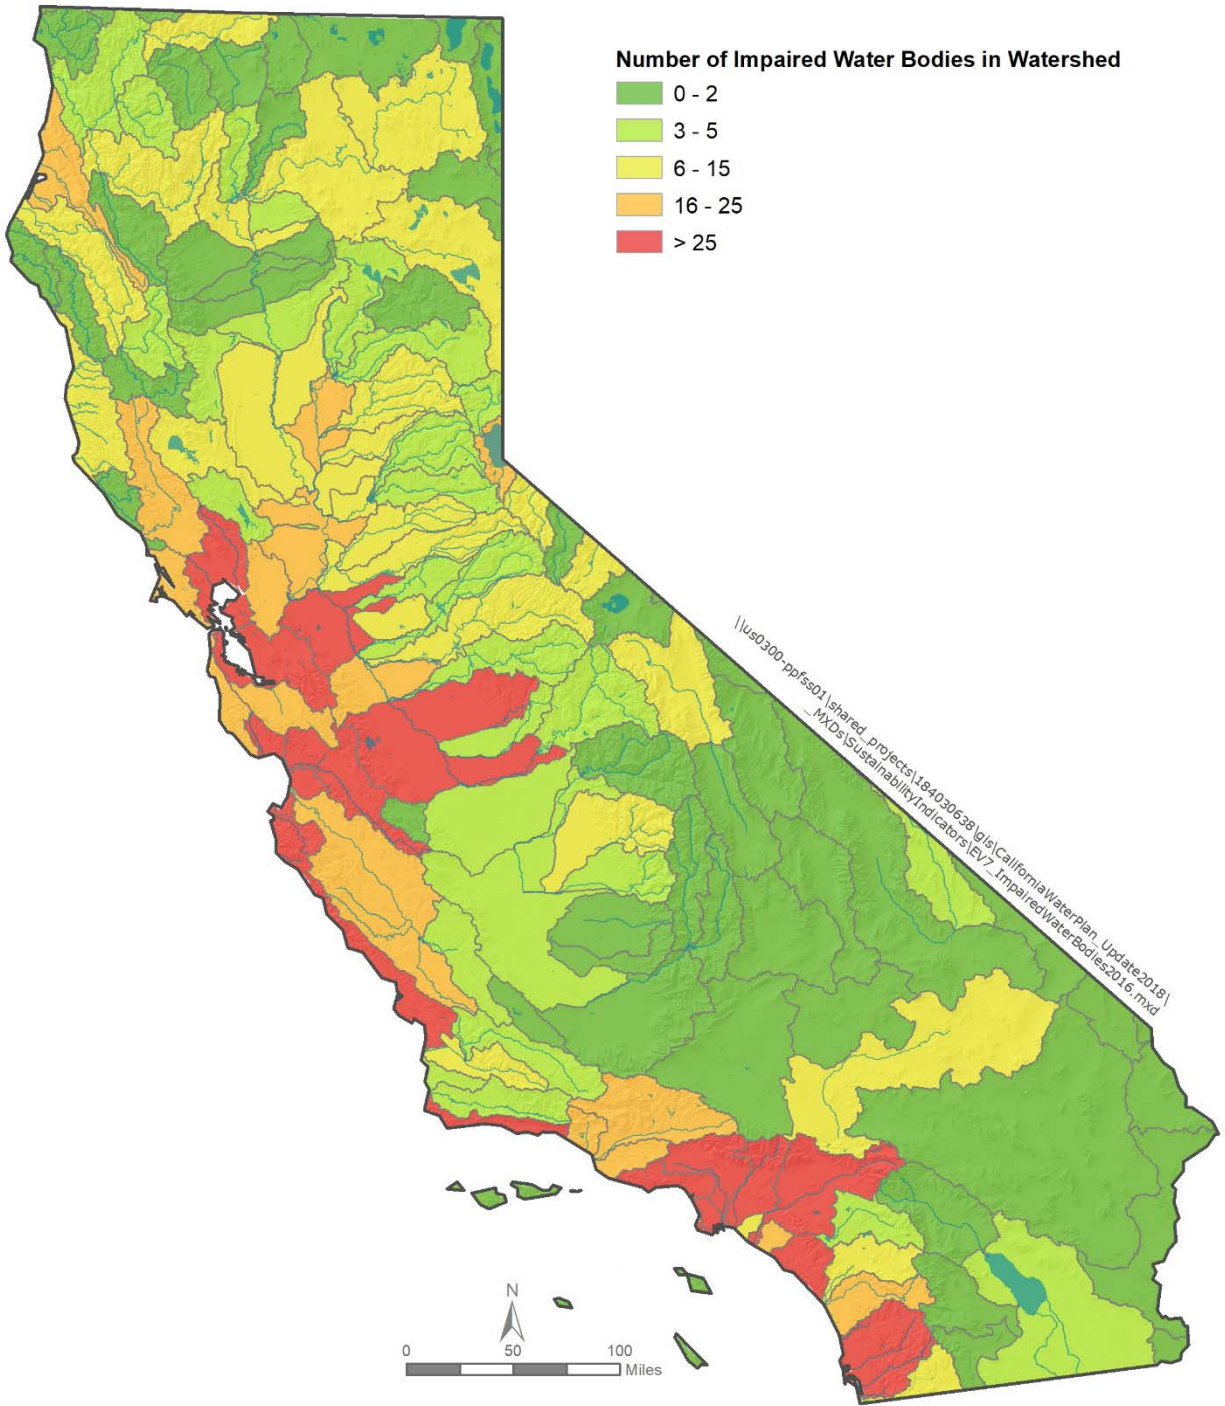 Number of Impaired Water Bodies in Watershed
0 - 2
3 - 5
6 - 15
16 - 25
> 25
\\us0300-ppfss01\shared_projects\184030638\gis\CaliforniaWaterPlan_Update2018\
_MXDs\SustainabilityIndicators\EV7_ImpairedWaterBodies2016.mxd
N
0 50 100
Miles